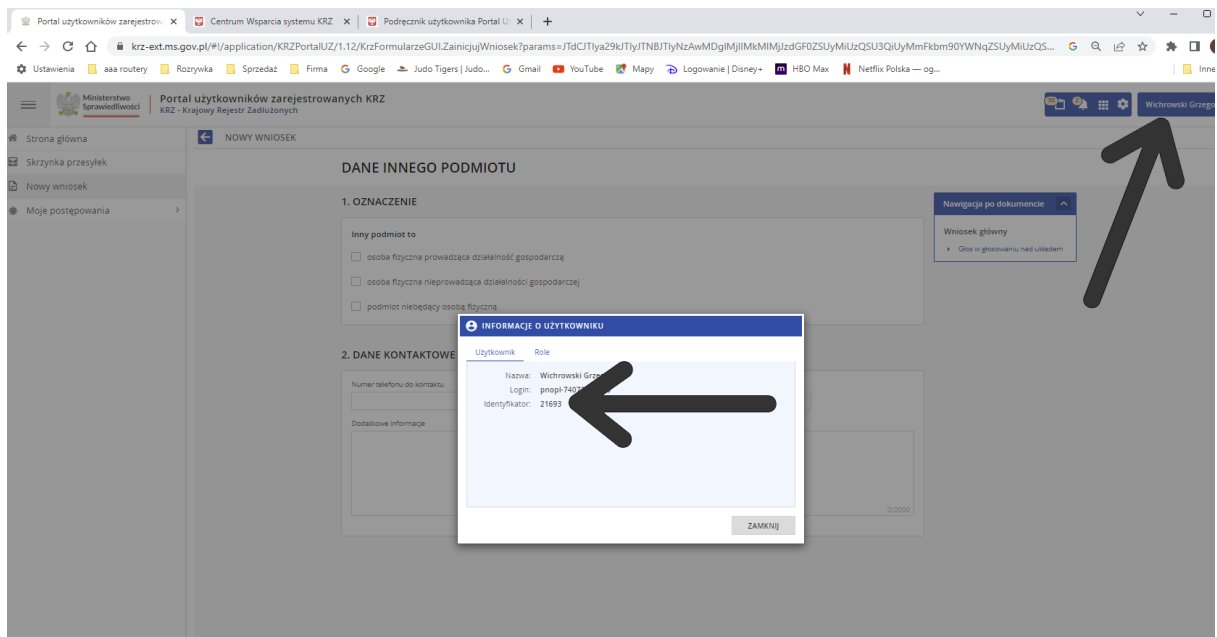 Portal użytkowników zarejestrow
Centrum Wsparcia systemu KRZ
Podręcznik użytkownika Portal U
krz-ext.ms.gov.pl/#!/application/KRZPortalUZ/1.12/KrzFormularzeGUI.ZainicjujWniosek?params=
Ustawienia aaa routery Rozrywka Sprzedaż Firma Google Judo Tigers | Judo... Gmail YouTube Mapy Logowanie | Disney+ HBO Max Netflix Polska — og... Inne
Ministerstwo
Sprawiedliwości
Portal użytkowników zarejestrowanych KRZ
KRZ - Krajowy Rejestr Zadłużonych
Wichrowski Grzego
Strona główna
NOWY WNIOSEK
Skrzynka przesyłek
Nowy wniosek
Moje postępowania
DANE INNEGO PODMIOTU
1. OZNACZENIE
Inny podmiot to
osoba fizyczna prowadząca działalność gospodarczą
osoba fizyczna nieprowadząca działalności gospodarczej
podmiot niebędący osobą fizyczną
Nawigacja po dokumencie
Wniosek główny
Głos w głosowaniu nad układem
2. DANE KONTAKTOWE
Numer telefonu do kontaktu
Dodatkowe informacje
0/2000
INFORMACJE O UŻYTKOWNIKU
Użytkownik Role
Nazwa: Wichrowski
Login:
Identyfikator: 21693
ZAMKNIJ